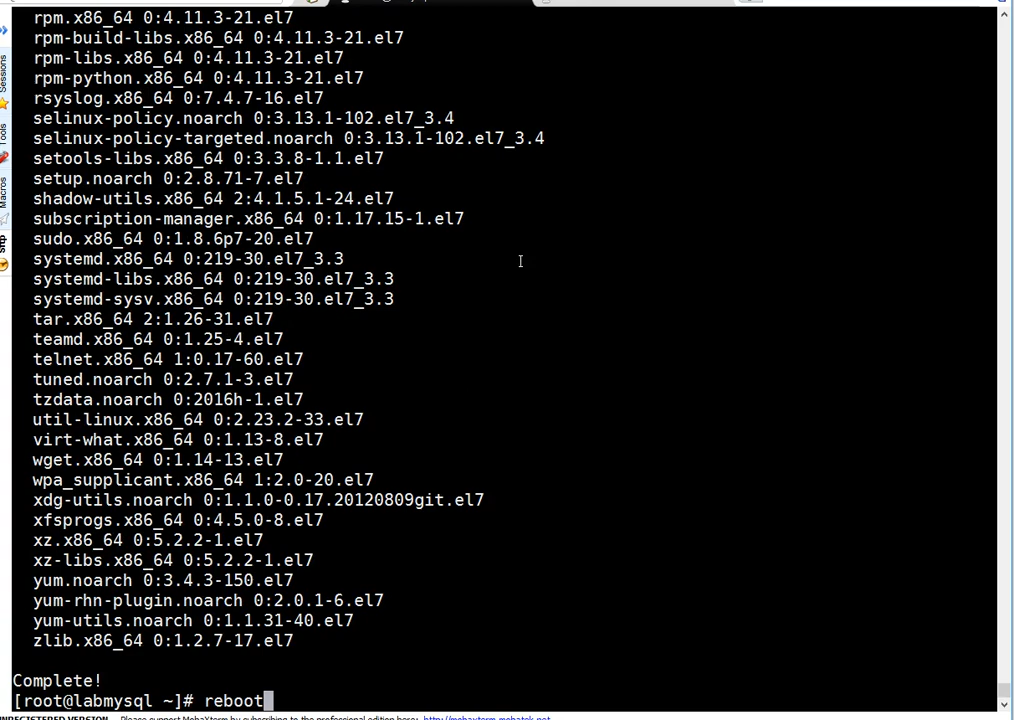 rpm.x86_64 0:4.11.3-21.el7
rpm-build-libs.x86_64 0:4.11.3-21.el7
rpm-libs.x86_64 0:4.11.3-21.el7
rpm-python.x86_64 0:4.11.3-21.el7
rsyslog.x86_64 0:7.4.7-16.el7
selinux-policy.noarch 0:3.13.1-102.el7_3.4
selinux-policy-targeted.noarch 0:3.13.1-102.el7_3.4
setools-libs.x86_64 0:3.3.8-1.1.el7
setup.noarch 0:2.8.71-7.el7
shadow-utils.x86_64 2:4.1.5.1-24.el7
subscription-manager.x86_64 0:1.17.15-1.el7
sudo.x86_64 0:1.8.6p7-20.el7
systemd.x86_64 0:219-30.el7_3.3
systemd-libs.x86_64 0:219-30.el7_3.3
systemd-sysv.x86_64 0:219-30.el7_3.3
tar.x86_64 2:1.26-31.el7
teamd.x86_64 0:1.25-4.el7
telnet.x86_64 1:0.17-60.el7
tuned.noarch 0:2.7.1-3.el7
tzdata.noarch 0:2016h-1.el7
util-linux.x86_64 0:2.23.2-33.el7
virt-what.x86_64 0:1.13-8.el7
wget.x86_64 0:1.14-13.el7
wpa_supplicant.x86_64 1:2.0-20.el7
xdg-utils.noarch 0:1.1.0-0.17.20120809git.el7
xfsprogs.x86_64 0:4.5.0-8.el7
xz.x86_64 0:5.2.2-1.el7
xz-libs.x86_64 0:5.2.2-1.el7
yum.noarch 0:3.4.3-150.el7
yum-rhn-plugin.noarch 0:2.0.1-6.el7
yum-utils.noarch 0:1.1.31-40.el7
zlib.x86_64 0:1.2.7-17.el7
Complete!
[root@labmysql ~]# reboot
Sessions
Tools
Macros
Sftp
UNREGISTERED VERSION - Please support MobaXterm by subscribing to the professional edition here: http://mobaxterm.mobatek.net